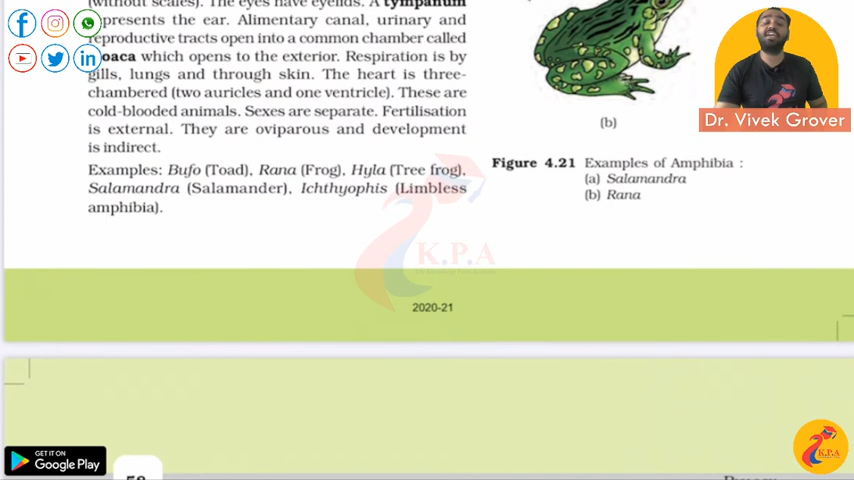 (without scales). The eyes have eyelids. A tympanum
represents the ear. Alimentary canal, urinary and
reproductive tracts open into a common chamber called
loaca which opens to the exterior. Respiration is by
gills, lungs and through skin. The heart is three-
chambered (two auricles and one ventricle). These are
cold-blooded animals. Sexes are separate. Fertilisation
is external. They are oviparous and development
is indirect.
Examples: Bufo (Toad), Rana (Frog), Hyla (Tree frog),
Salamandra (Salamander), Ichthyophis (Limbless
amphibia).
(b)
Figure 4.21 Examples of Amphibia :
(a) Salamandra
(b) Rana
Dr. Vivek Grover
K.P.A
2020-21
GET IT ON
Google Play
58
K.P.A